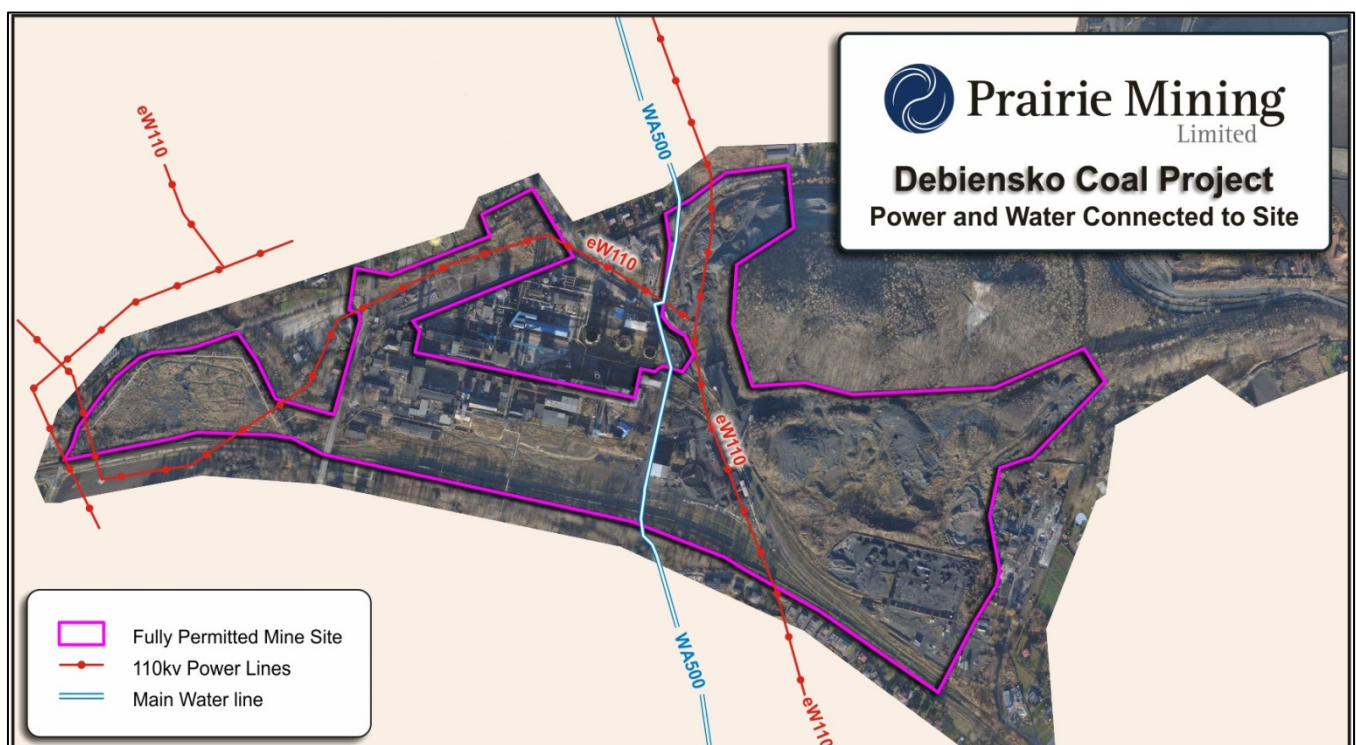 Prairie Mining
Limited
Debiensko Coal Project
Power and Water Connected to Site
eW110
WA500
eW110
eW110
WA500
eW110
Fully Permitted Mine Site
110kv Power Lines
Main Water line